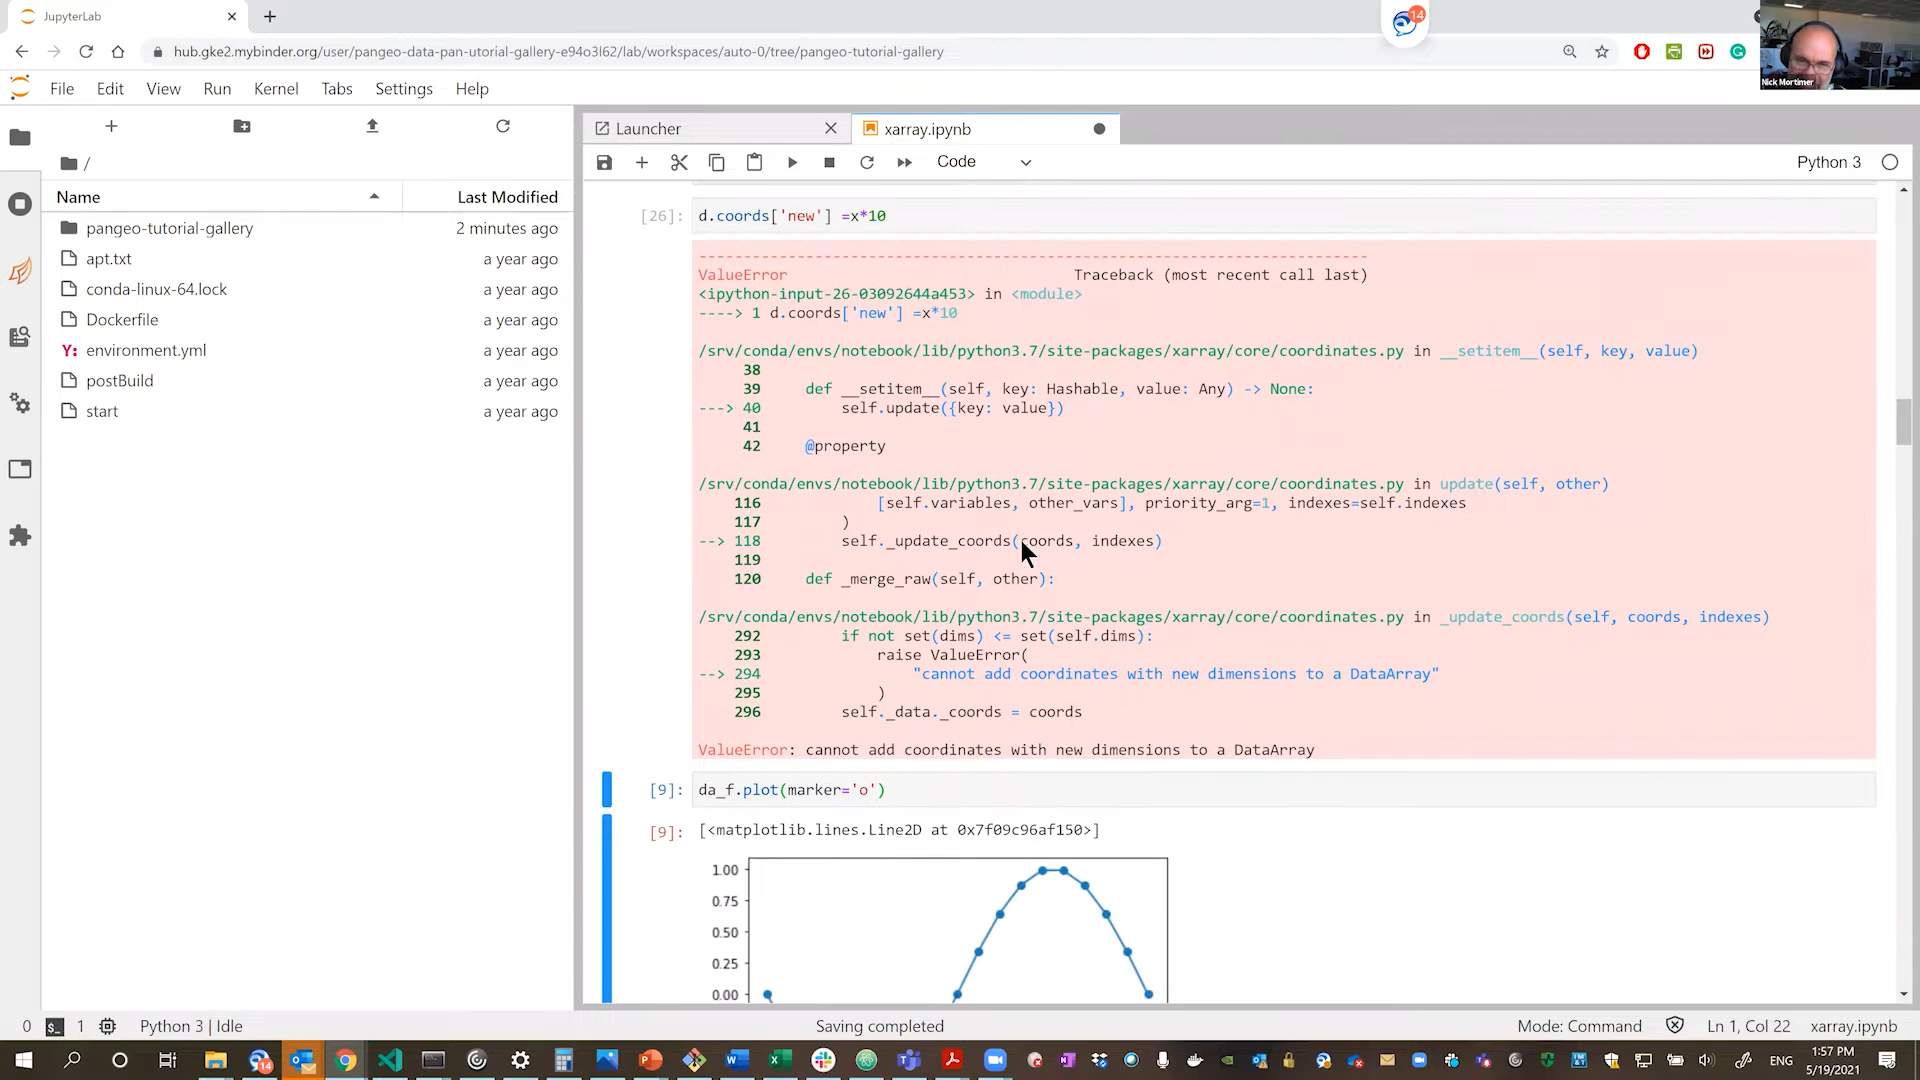 JupyterLab
14
hub.gke2.mybinder.org/user/pangeo-data-pan-utorial-gallery-e94o3l62/lab/workspaces/auto-0/tree/pangeo-tutorial-gallery
Nick Mortimer
File Edit View Run Kernel Tabs Settings Help
Launcher
xarray.ipynb
/
Code
Python 3
Name Last Modified
pangeo-tutorial-gallery 2 minutes ago
apt.txt a year ago
conda-linux-64.lock a year ago
Dockerfile a year ago
Y: environment.yml a year ago
postBuild a year ago
start a year ago
[26]: d.coords['new'] =x*10
---------------------------------------------------------------------------
ValueError Traceback (most recent call last)
<ipython-input-26-03092644a453> in <module>
----> 1 d.coords['new'] =x*10
/srv/conda/envs/notebook/lib/python3.7/site-packages/xarray/core/coordinates.py in __setitem__(self, key, value)
38
39 def __setitem__(self, key: Hashable, value: Any) -> None:
---> 40 self.update({key: value})
41
42 @property
/srv/conda/envs/notebook/lib/python3.7/site-packages/xarray/core/coordinates.py in update(self, other)
116 [self.variables, other_vars], priority_arg=1, indexes=self.indexes
117 )
--> 118 self._update_coords(coords, indexes)
119
120 def _merge_raw(self, other):
/srv/conda/envs/notebook/lib/python3.7/site-packages/xarray/core/coordinates.py in _update_coords(self, coords, indexes)
292 if not set(dims) <= set(self.dims):
293 raise ValueError(
--> 294 "cannot add coordinates with new dimensions to a DataArray"
295 )
296 self._data._coords = coords
ValueError: cannot add coordinates with new dimensions to a DataArray
[9]: da_f.plot(marker='o')
[9]: [<matplotlib.lines.Line2D at 0x7f09c96af150>]
1.00
0.75
0.50
0.25
0.00
0 1 Python 3 | Idle Saving completed Mode: Command Ln 1, Col 22 xarray.ipynb
ENG
1:57 PM
5/19/2021